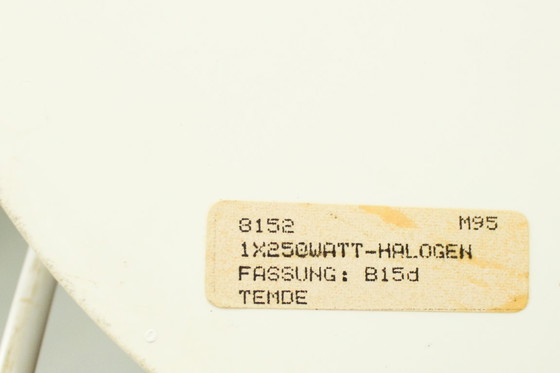 8152 M95
1X250WATT-HALOGEN
FASSUNG: B15d
TEMDE